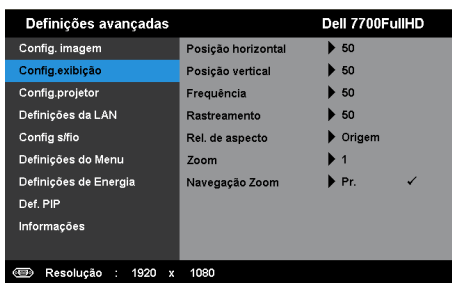 Definições avançadas Dell 7700FullHD
Config. imagem Posição horizontal 50
Config.exibição Posição vertical 50
Config.projetor Frequência 50
Definições da LAN Rastreamento 50
Config s/fio Rel. de aspecto Origem
Definições do Menu Zoom 1
Definições de Energia Navegação Zoom Pr. ✓
Def. PIP
Informações
Resolução : 1920 x 1080